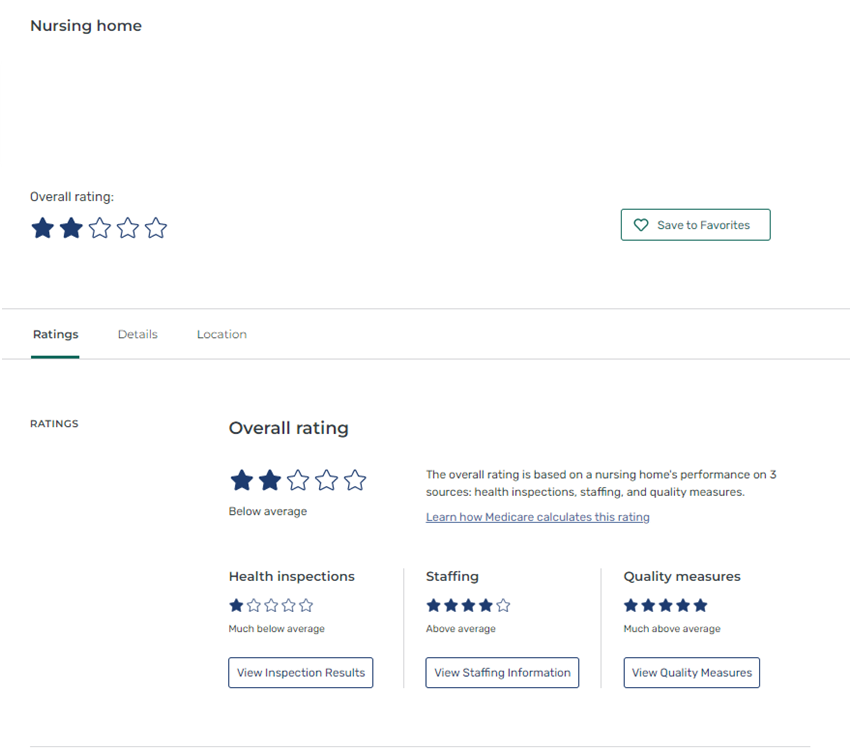 Nursing home
Overall rating:
Save to Favorites
Ratings
Details
Location
RATINGS
Overall rating
Below average
The overall rating is based on a nursing home's performance on 3
sources: health inspections, staffing, and quality measures.
Learn how Medicare calculates this rating
Health inspections
Much below average
View Inspection Results
Staffing
Above average
View Staffing Information
Quality measures
Much above average
View Quality Measures